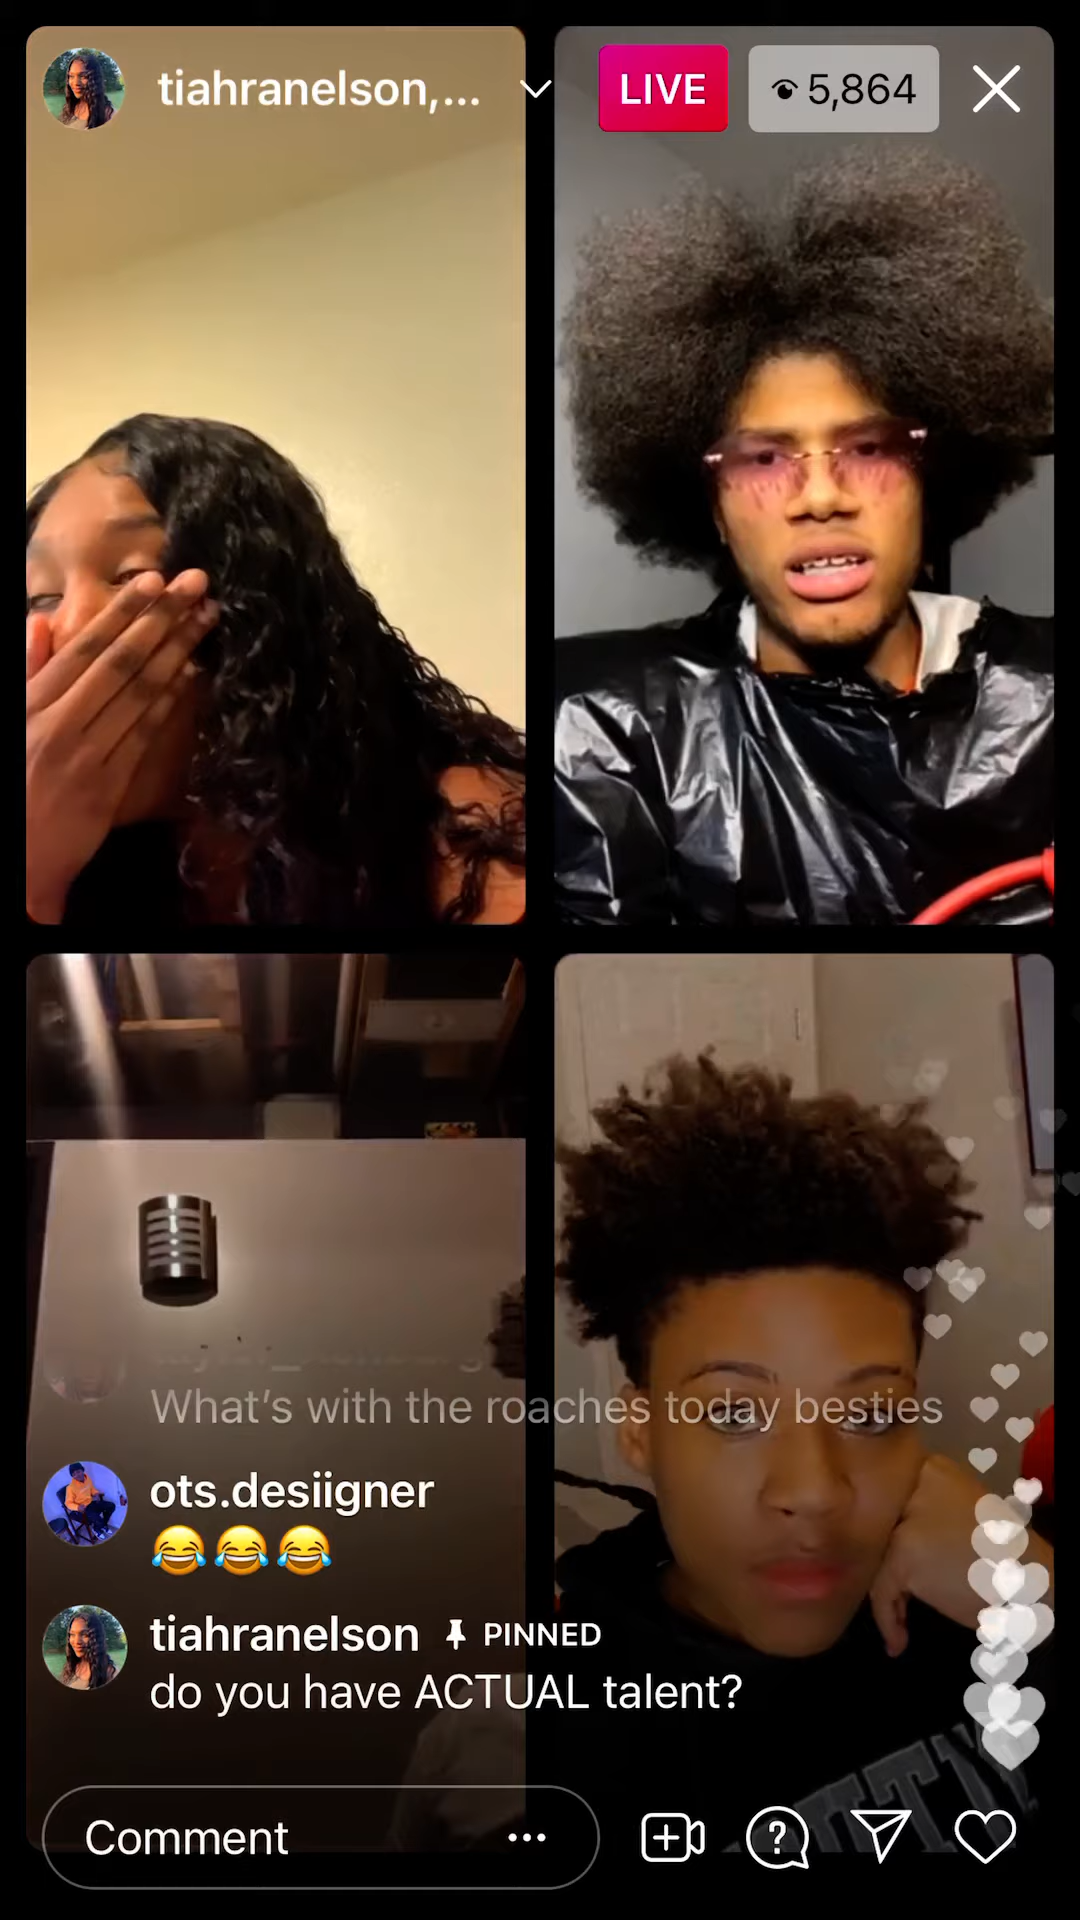 tiahranelson,...
LIVE
5,864
What's with the roaches today besties
ots.desiigner
😂😂😂
tiahranelson PINNED
do you have ACTUAL talent?
Comment